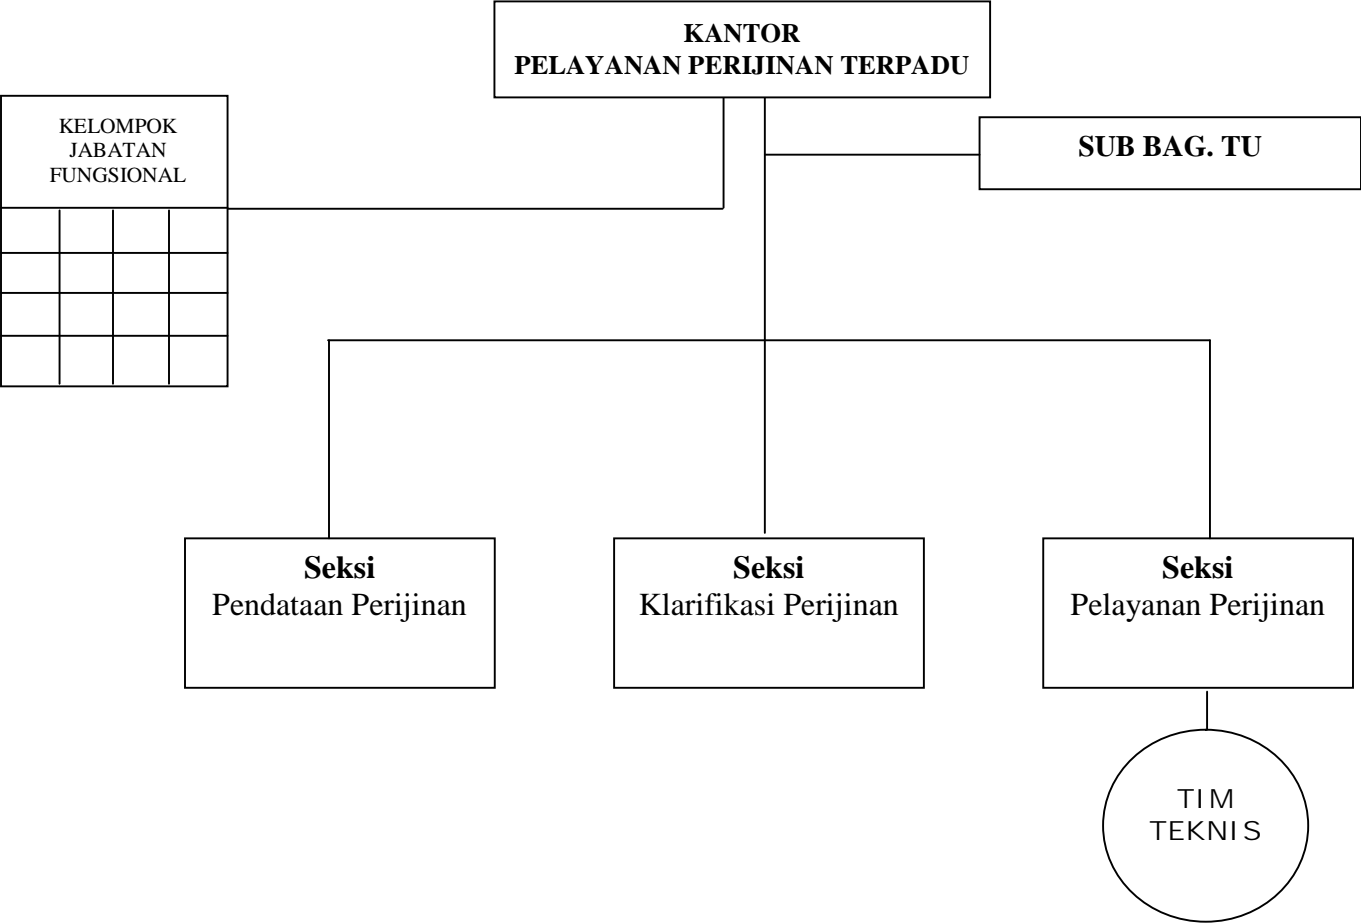 KANTOR
PELAYANAN PERIJINAN TERPADU
KELOMPOK
JABATAN
FUNGSIONAL
SUB BAG. TU
Seksi
Pendataan Perijinan
Seksi
Klarifikasi Perijinan
Seksi
Pelayanan Perijinan
TIM
TEKNIS